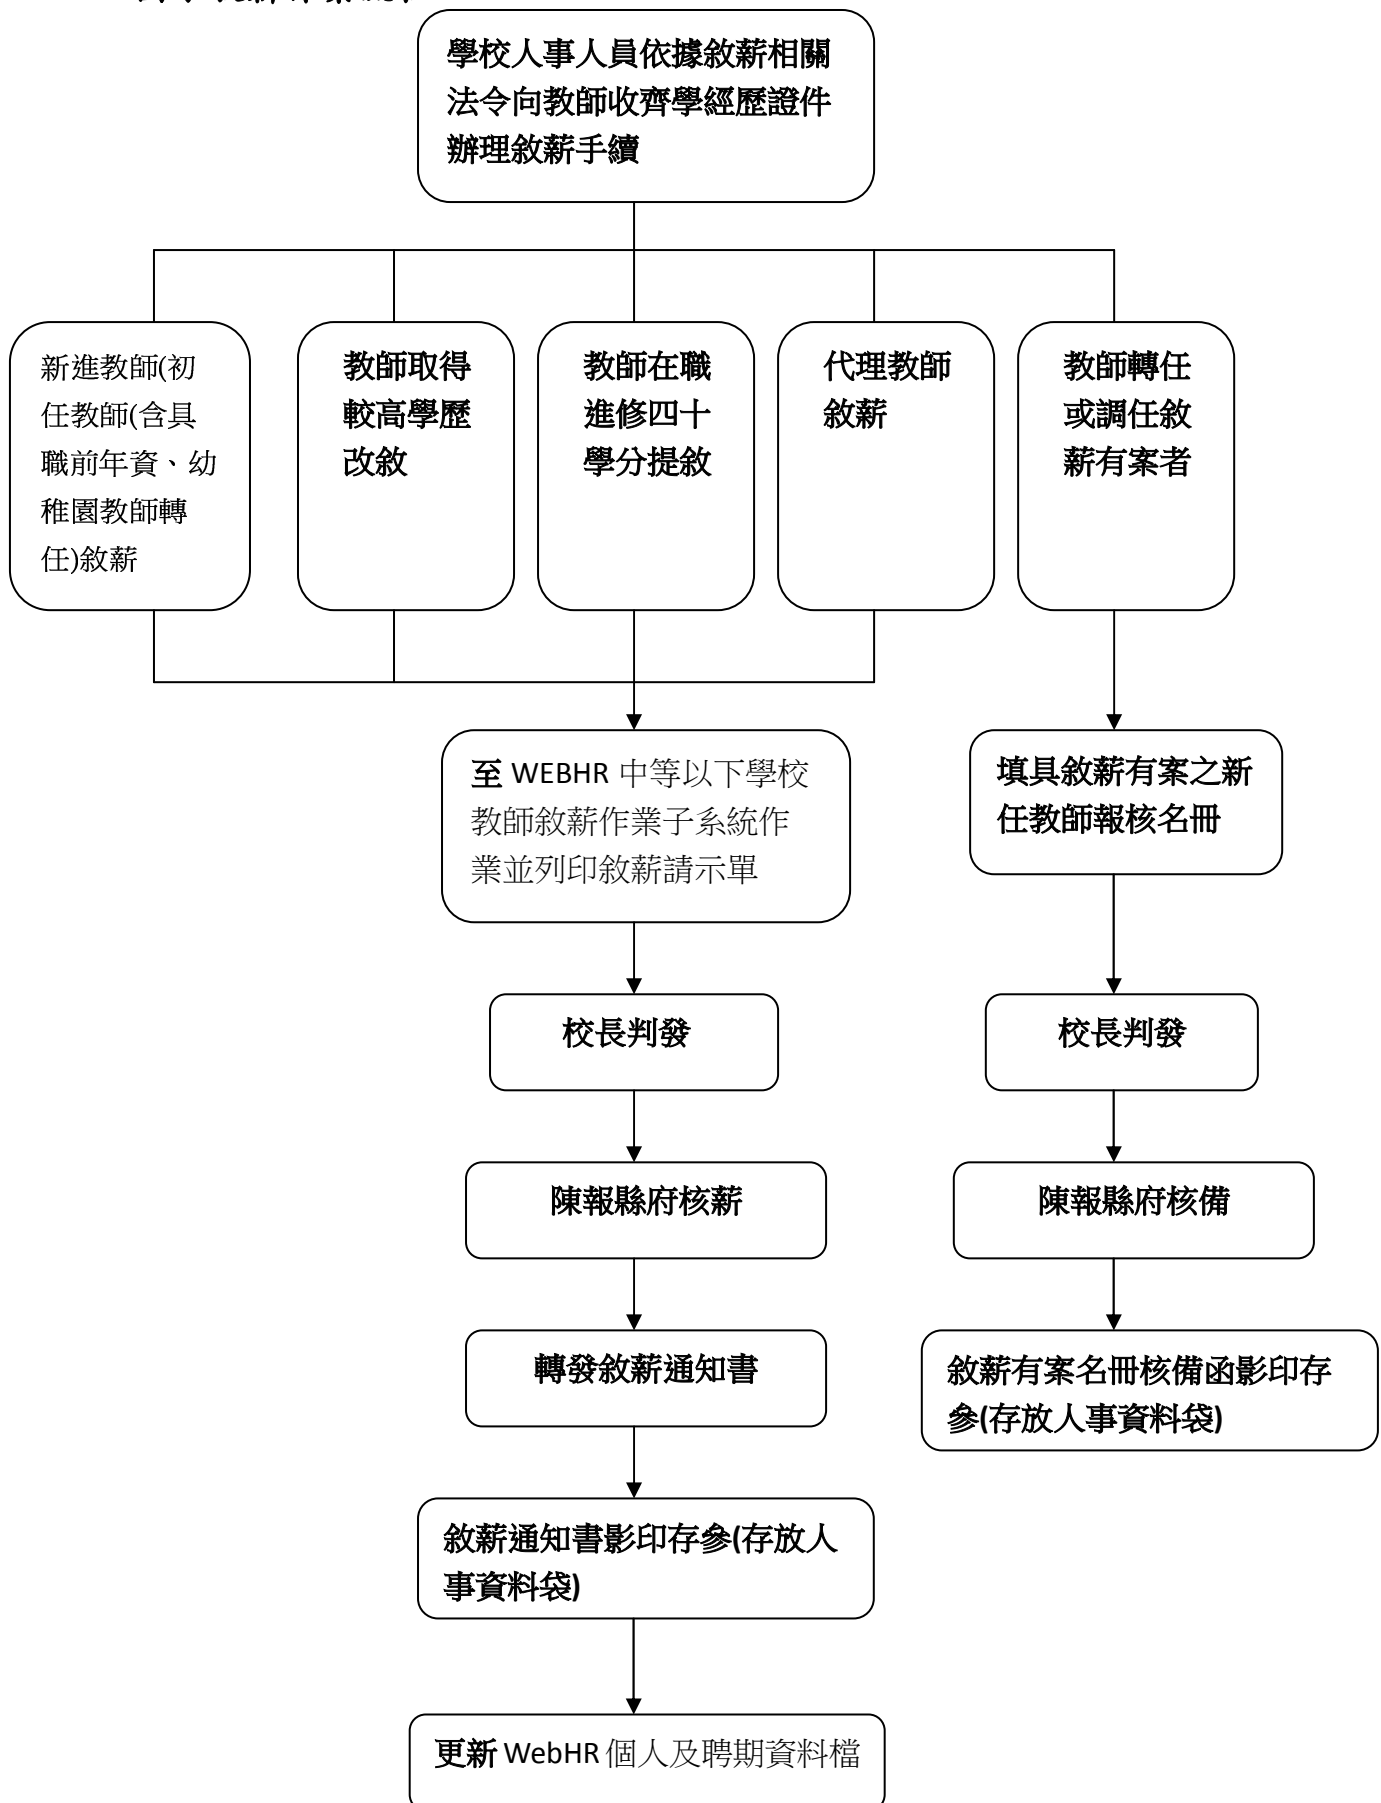 學校人事人員依據敘薪相關
法令向教師收齊學經歷證件
辦理敘薪手續
新進教師(初
任教師(含具
職前年資、幼
稚園教師轉
任)敘薪
教師取得
較高學歷
改敘
教師在職
進修四十
學分提敘
代理教師
敘薪
教師轉任
或調任敘
薪有案者
至 WEBHR 中等以下學校
教師敘薪作業子系統作
業並列印敘薪請示單
填具敘薪有案之新
任教師報核名冊
校長判發
校長判發
陳報縣府核薪
陳報縣府核備
轉發敘薪通知書
敘薪有案名冊核備函影印存
參(存放人事資料袋)
敘薪通知書影印存參(存放人
事資料袋)
更新 WebHR 個人及聘期資料檔